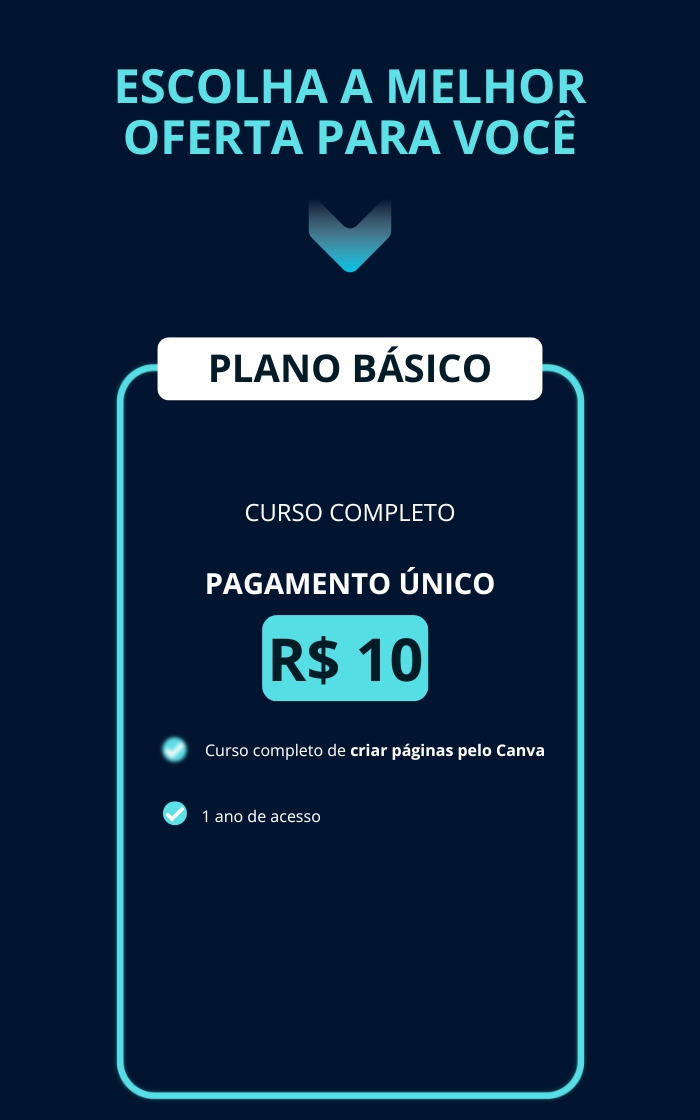 ESCOLHA A MELHOR
OFERTA PARA VOCÊ
PLANO BÁSICO
CURSO COMPLETO
PAGAMENTO ÚNICO
R$ 10
Curso completo de criar páginas pelo Canva
1 ano de acesso